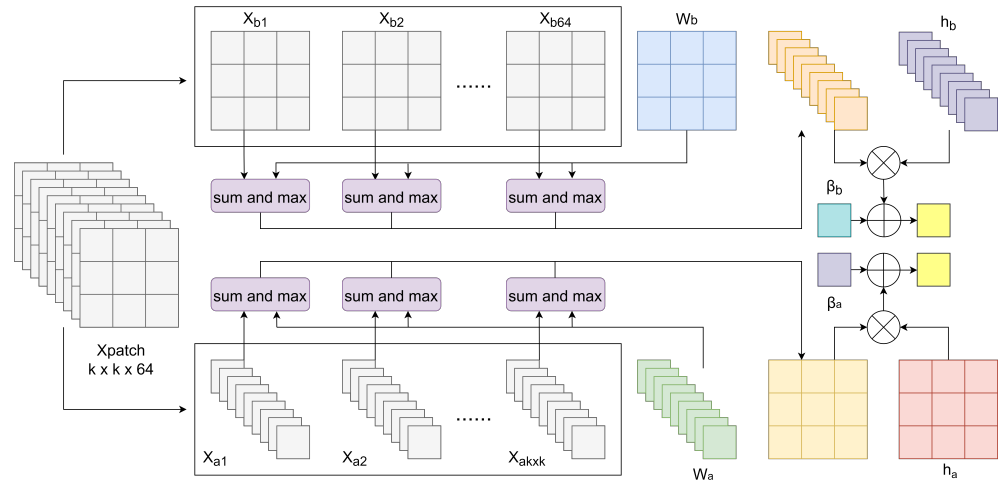 Xb1
Xb2
Wb
hb
......
sum and max
sum and max
sum and max
βb
sum and max
sum and max
sum and max
βa
Xpatch
k x k x 64
Xb64
......
Xa1
Xa2
Xakxk
Wa
ha